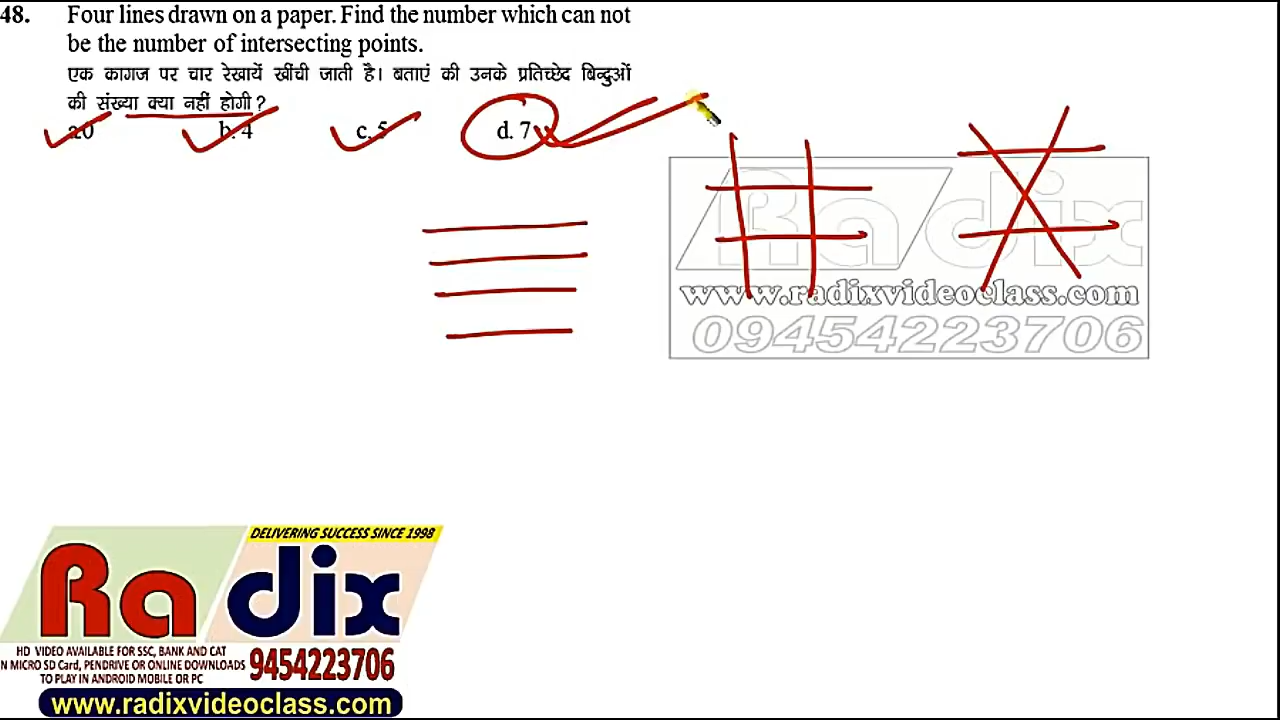 48. Four lines drawn on a paper. Find the number which can not
be the number of intersecting points.
एक कागज पर चार रेखायें खींची जाती है। बताएं की उनके प्रतिच्छेद बिन्दुओं
की संख्या क्या नहीं होगी ?
a.0 b. 4 c. 5 d. 7
Radix
www.radixvideoclass.com
09454223706
DELIVERING SUCCESS SINCE 1998
Radix
HD VIDEO AVAILABLE FOR SSC, BANK AND CAT
N MICRO SD Card, PENDRIVE OR ONLINE DOWNLOADS
TO PLAY IN ANDROID MOBILE OR PC
9454223706
www.radixvideoclass.com